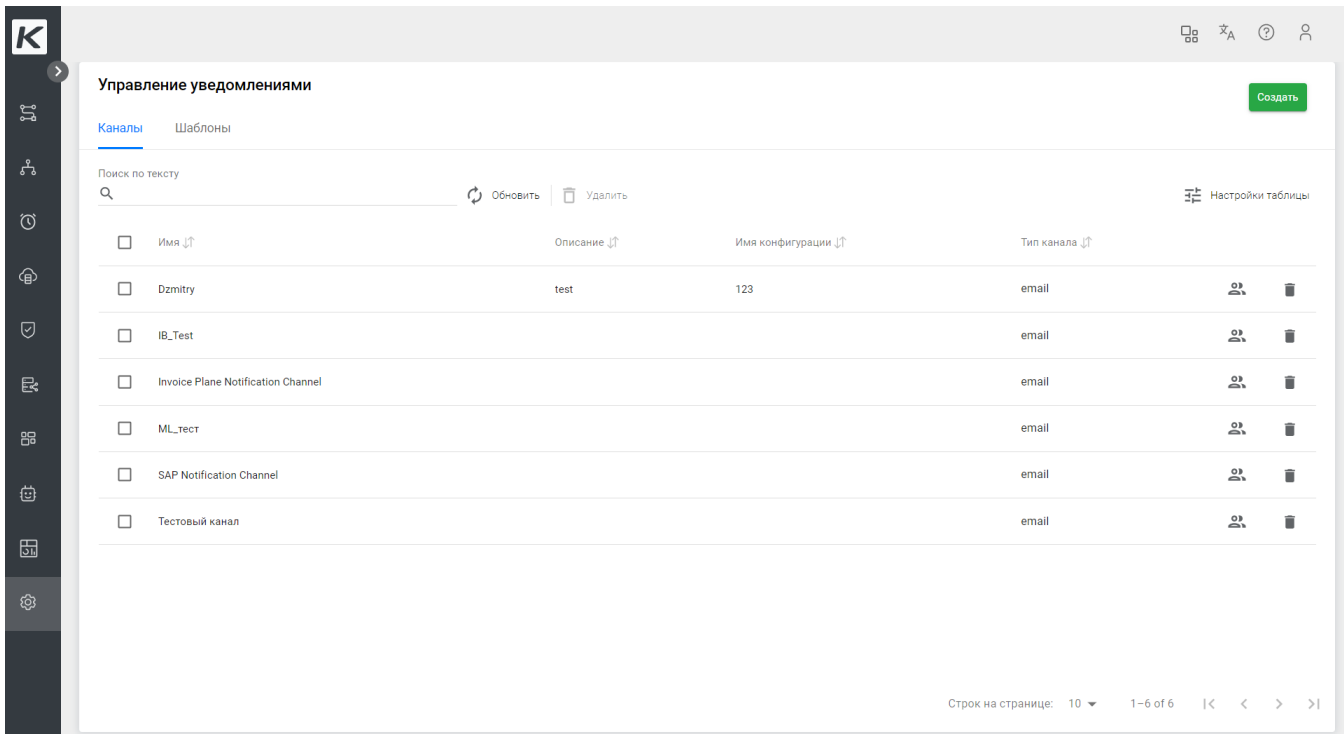 K
Управление уведомлениями
Создать
Каналы Шаблоны
Поиск по тексту
Обновить Удалить Настройки таблицы
Имя Описание Имя конфигурации Тип канала
Dzmitry test 123 email
IB_Test email
Invoice Plane Notification Channel email
ML_тест email
SAP Notification Channel email
Тестовый канал email
Строк на странице: 10 1–6 of 6